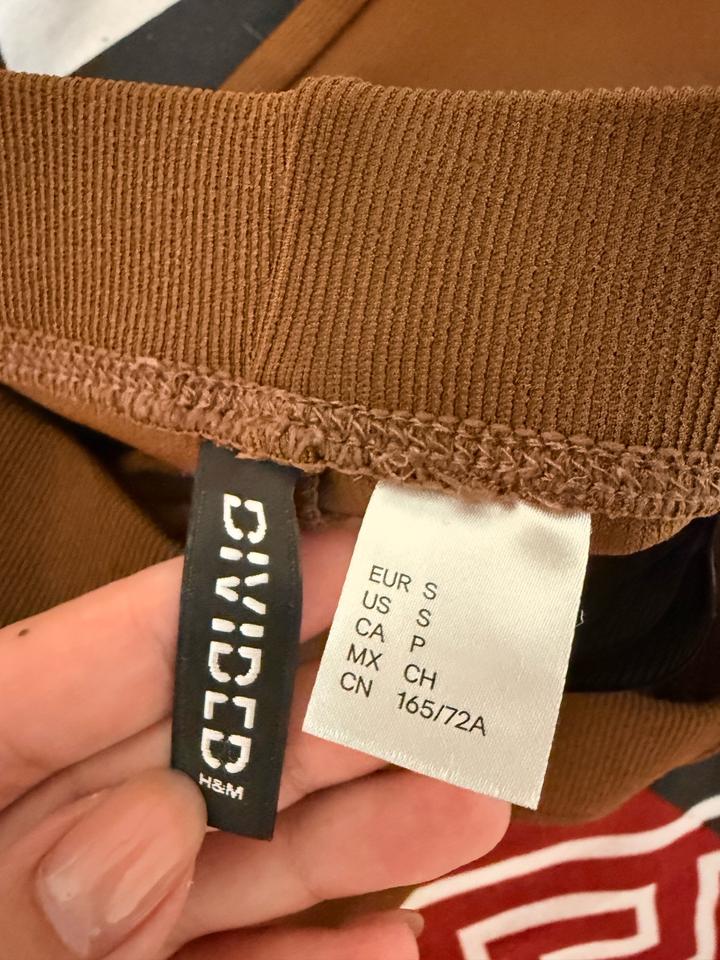 DIVIDED
H&M
EUR S
US S
CA P
MX CH
CN 165/72A